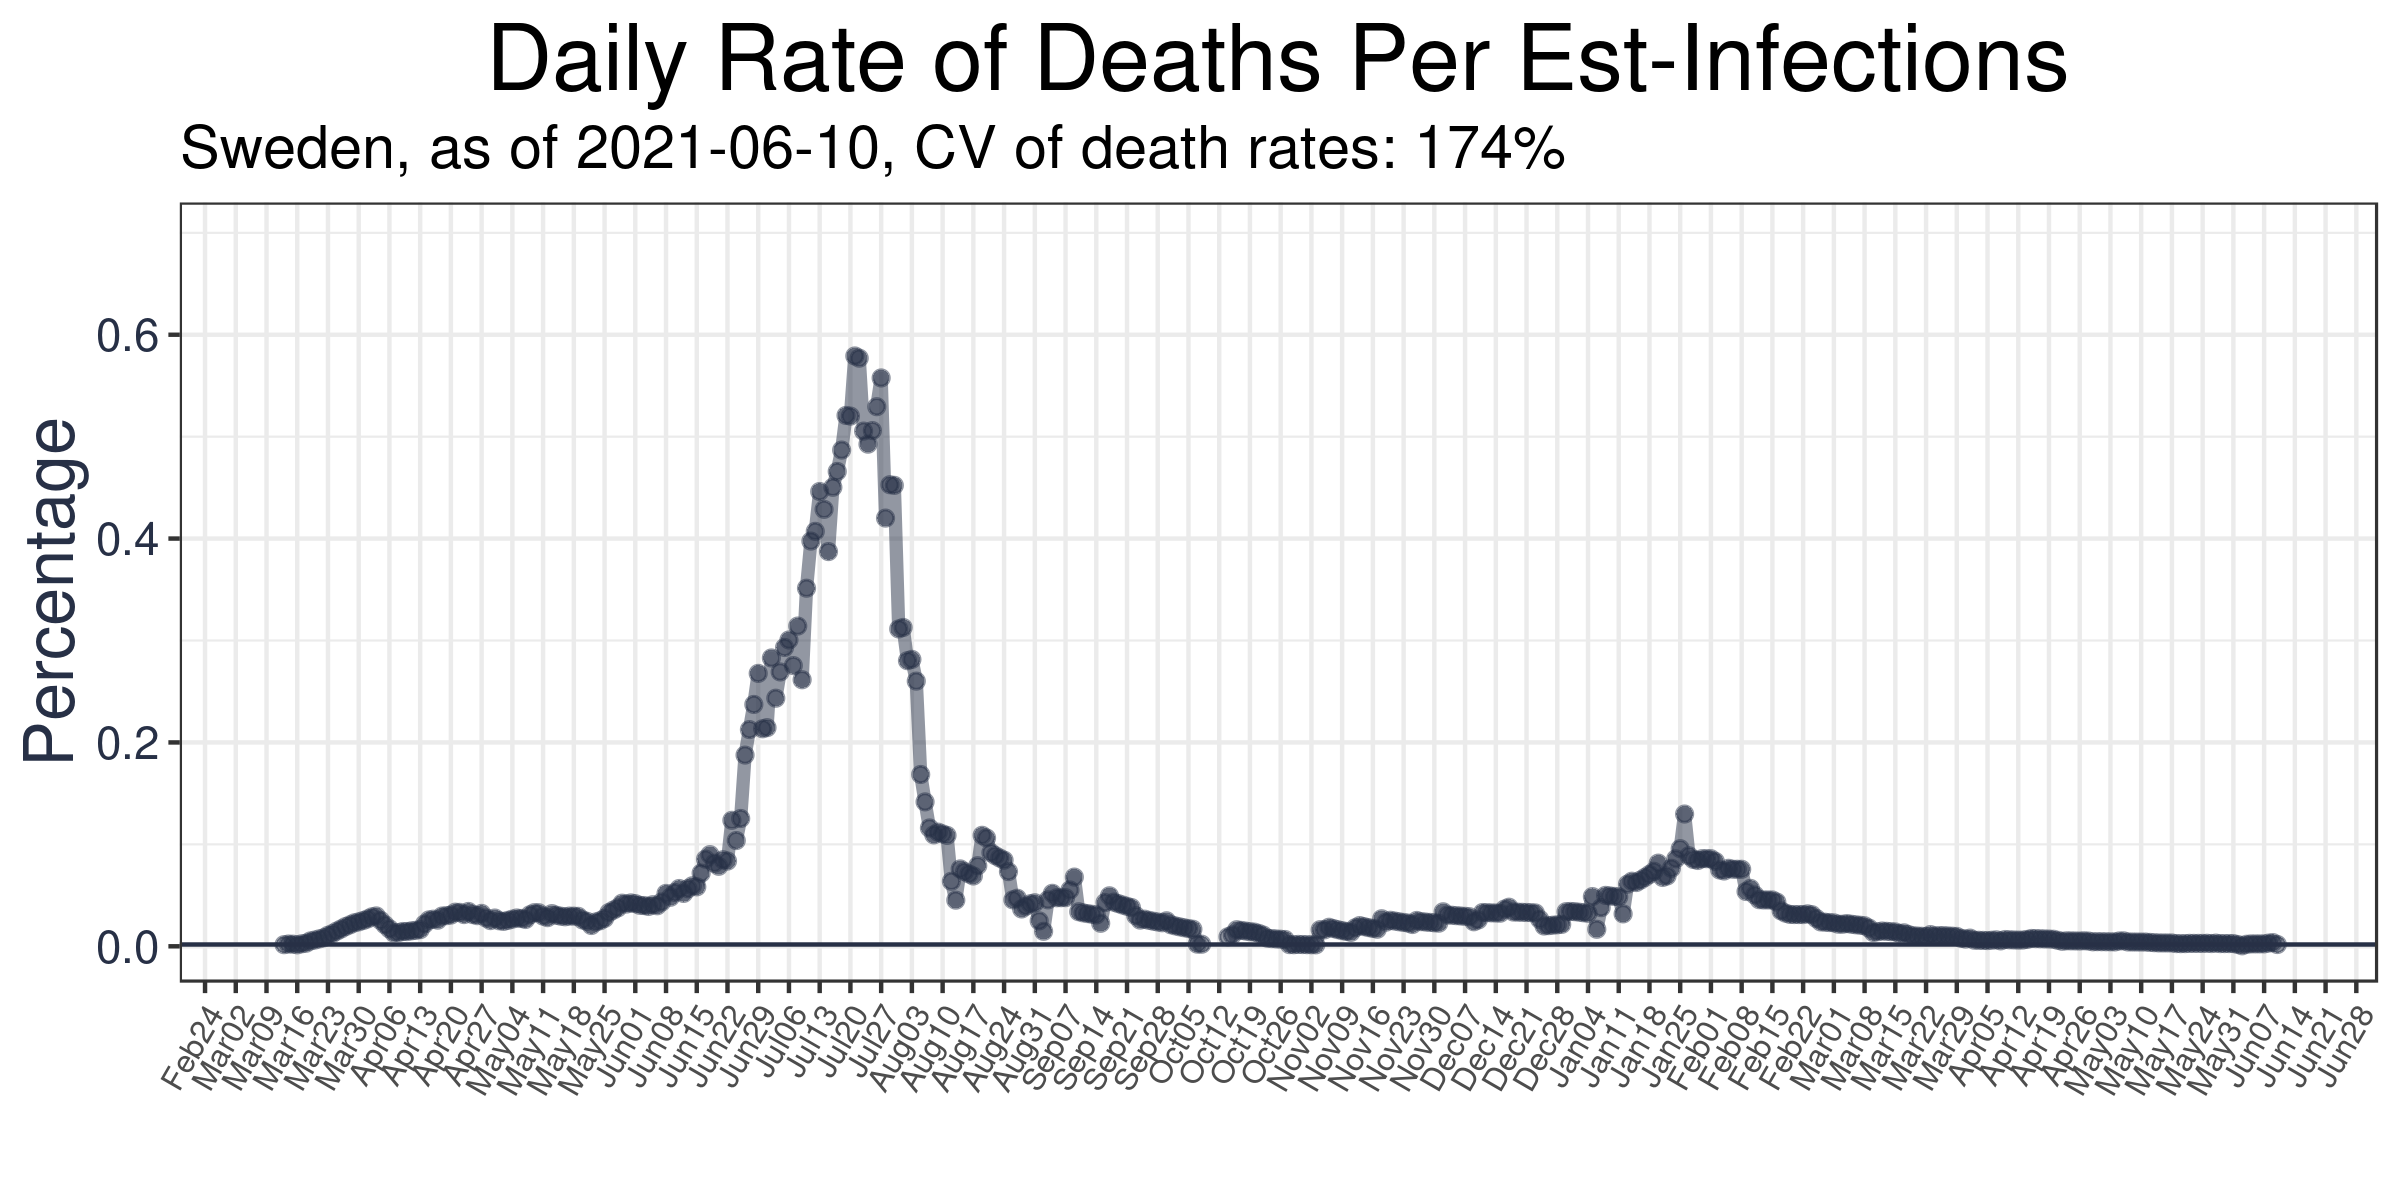 Daily Rate of Deaths Per Est-Infections
Sweden, as of 2021-06-10, CV of death rates: 174%
Percentage
0.6
0.4
0.2
0.0
Feb24
Mar02
Mar09
Mar16
Mar23
Mar30
Apr06
Apr13
Apr20
Apr27
May04
May11
May18
May25
Jun01
Jun08
Jun15
Jun22
Jun29
Jul06
Jul13
Jul20
Jul27
Aug03
Aug10
Aug17
Aug24
Aug31
Sep07
Sep14
Sep21
Sep28
Oct05
Oct12
Oct19
Oct26
Nov02
Nov09
Nov16
Nov23
Nov30
Dec07
Dec14
Dec21
Dec28
Jan04
Jan11
Jan18
Jan25
Feb01
Feb08
Feb15
Feb22
Mar01
Mar08
Mar15
Mar22
Mar29
Apr05
Apr12
Apr19
Apr26
May03
May10
May17
May24
May31
Jun07
Jun14
Jun21
Jun28